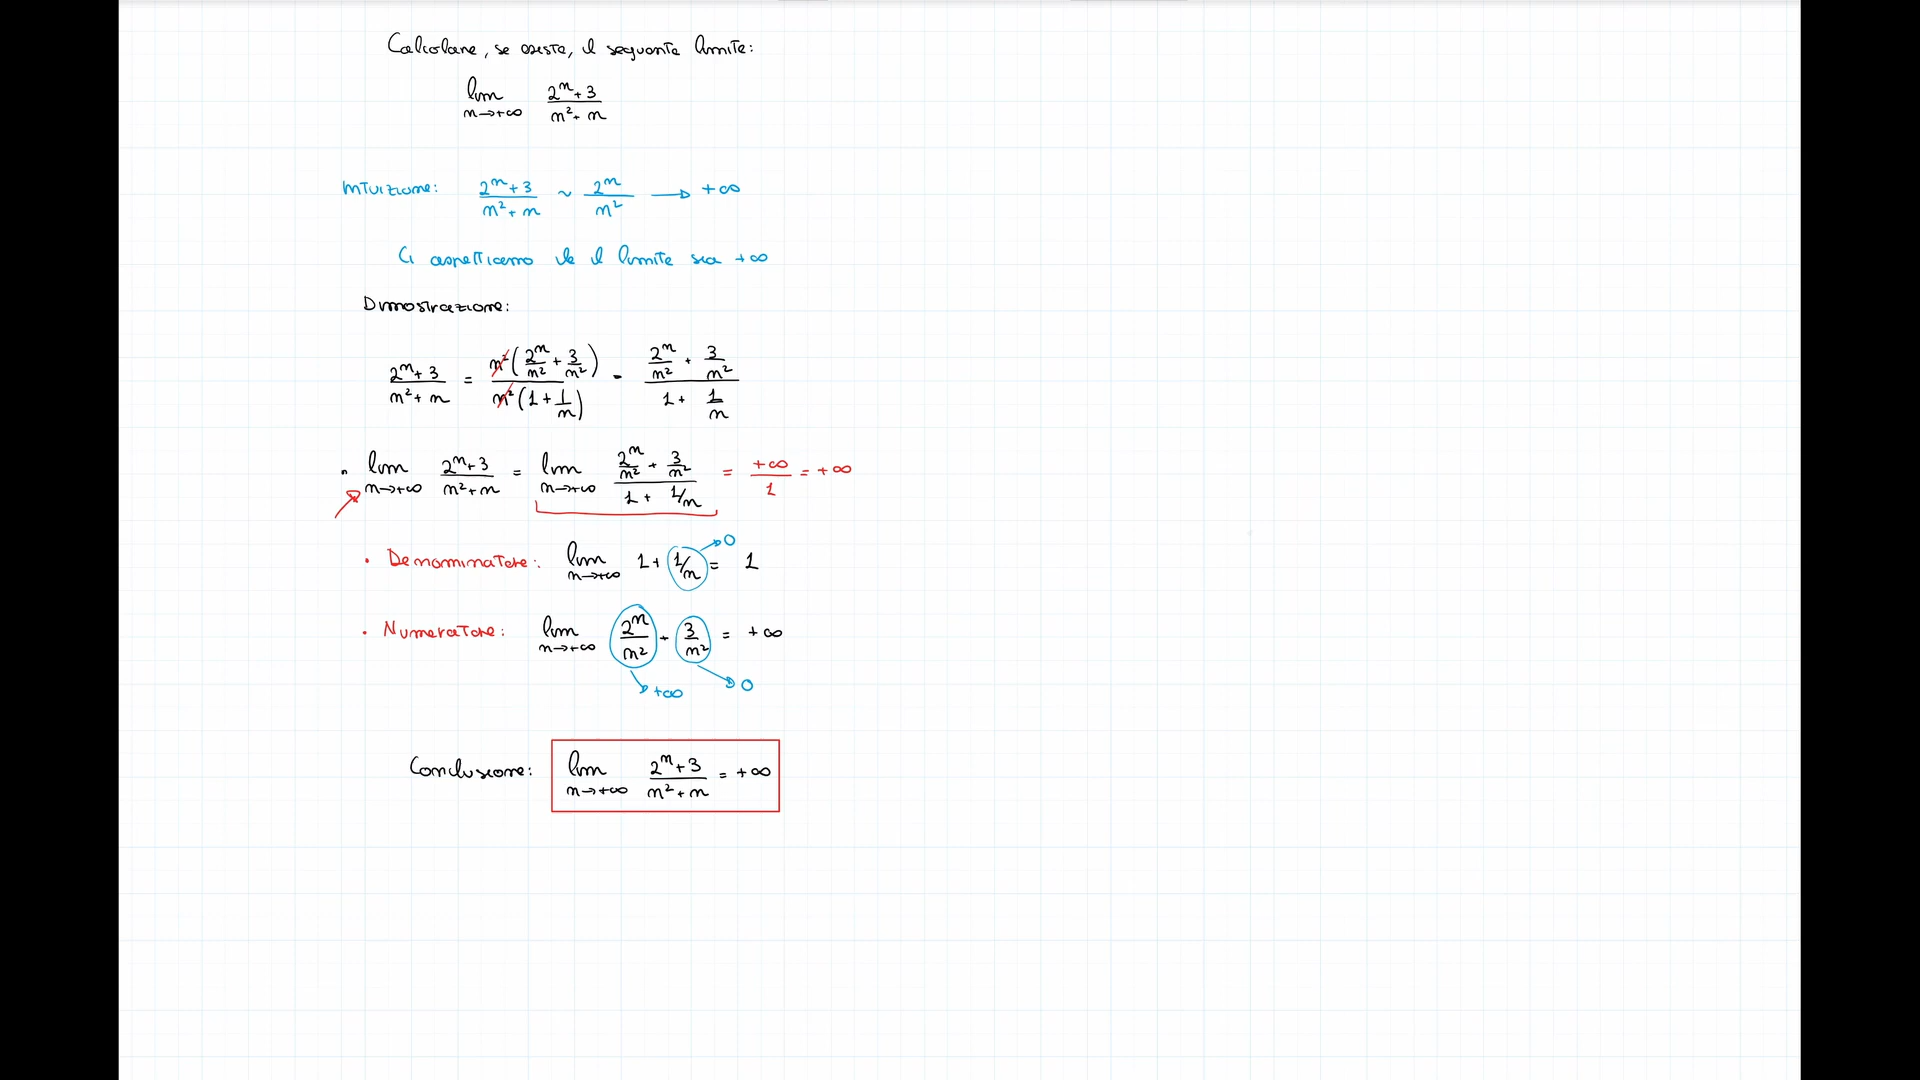 Calcolare, se esiste, il seguente limite:
lim n→+∞ (2^n+3)/(n²+n)
Intuizione: (2^n+3)/(n²+n) ~ 2^n/n² → +∞
Ci aspettiamo che il limite sia +∞
Dimostrazione:
(2^n+3)/(n²+n) = n²(2^n/n² + 3/n²)/n²(1+1/n) = (2^n/n² + 3/n²)/(1+1/n)
• lim n→+∞ (2^n+3)/(n²+n) = lim n→+∞ (2^n/n² + 3/n²)/(1+1/n) = +∞/1 = +∞
• Denominatore: lim n→+∞ 1+1/n = 1
→0
• Numeratore: lim n→+∞ 2^n/n² + 3/n² = +∞
→+∞ →0
Conclusione: lim n→+∞ (2^n+3)/(n²+n) = +∞